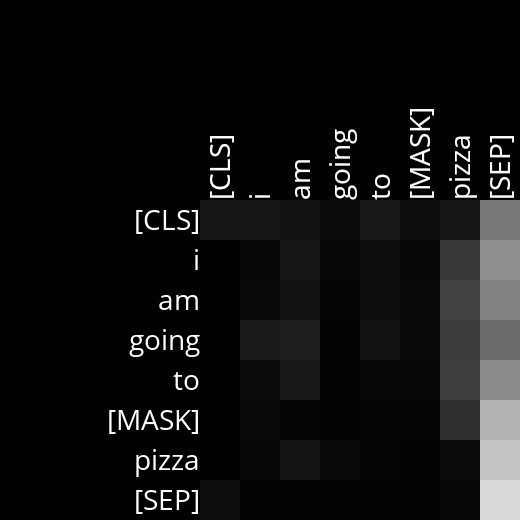 [CLS] i am going to [MASK] pizza [SEP]
[CLS]
i
am
going
to
[MASK]
pizza
[SEP]